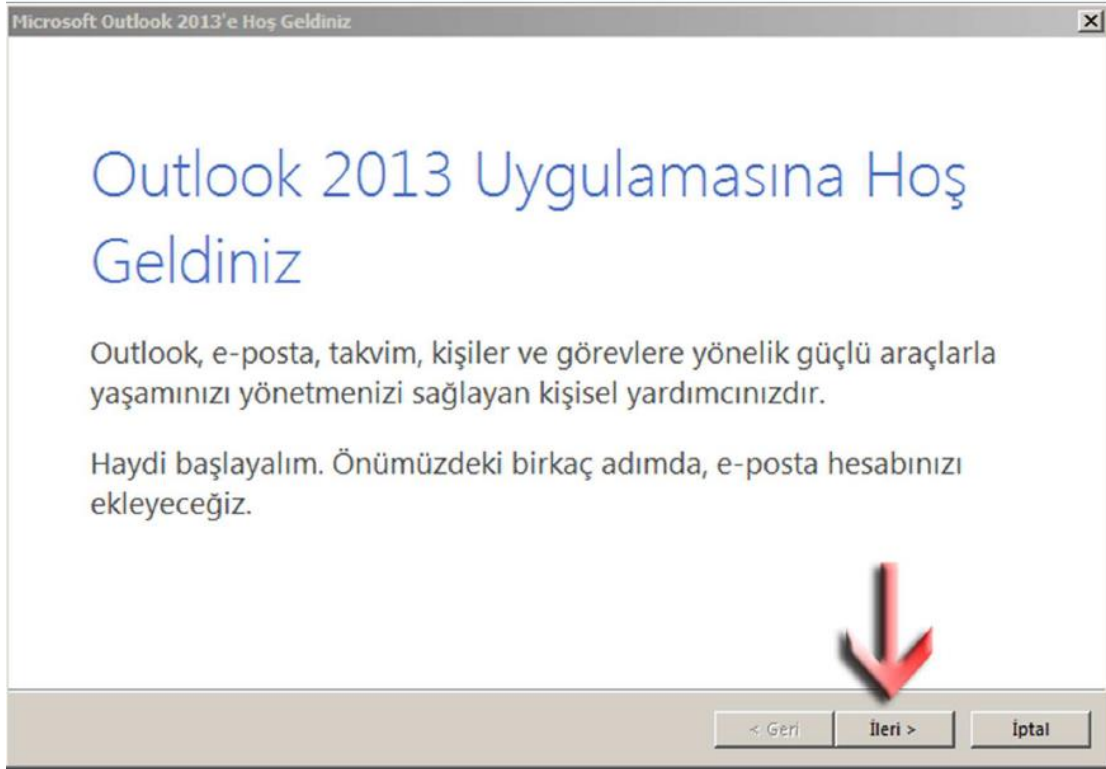 Microsoft Outlook 2013'e Hoş Geldiniz
Outlook 2013 Uygulamasına Hoş
Geldiniz
Outlook, e-posta, takvim, kişiler ve görevlere yönelik güçlü araçlarla
yaşamınızı yönetmenizi sağlayan kişisel yardımcınızdır.
Haydi başlayalım. Önümüzdeki birkaç adımda, e-posta hesabınızı
ekleyeceğiz.
< Geri İleri > İptal